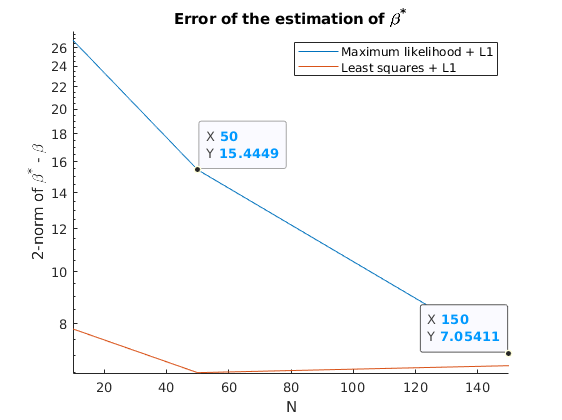 Error of the estimation of β*
Maximum likelihood + L1
Least squares + L1
2-norm of β* - β
26
24
22
20
18
16
14
12
10
8
X 50
Y 15.4449
X 150
Y 7.05411
20 40 60 80 100 120 140
N